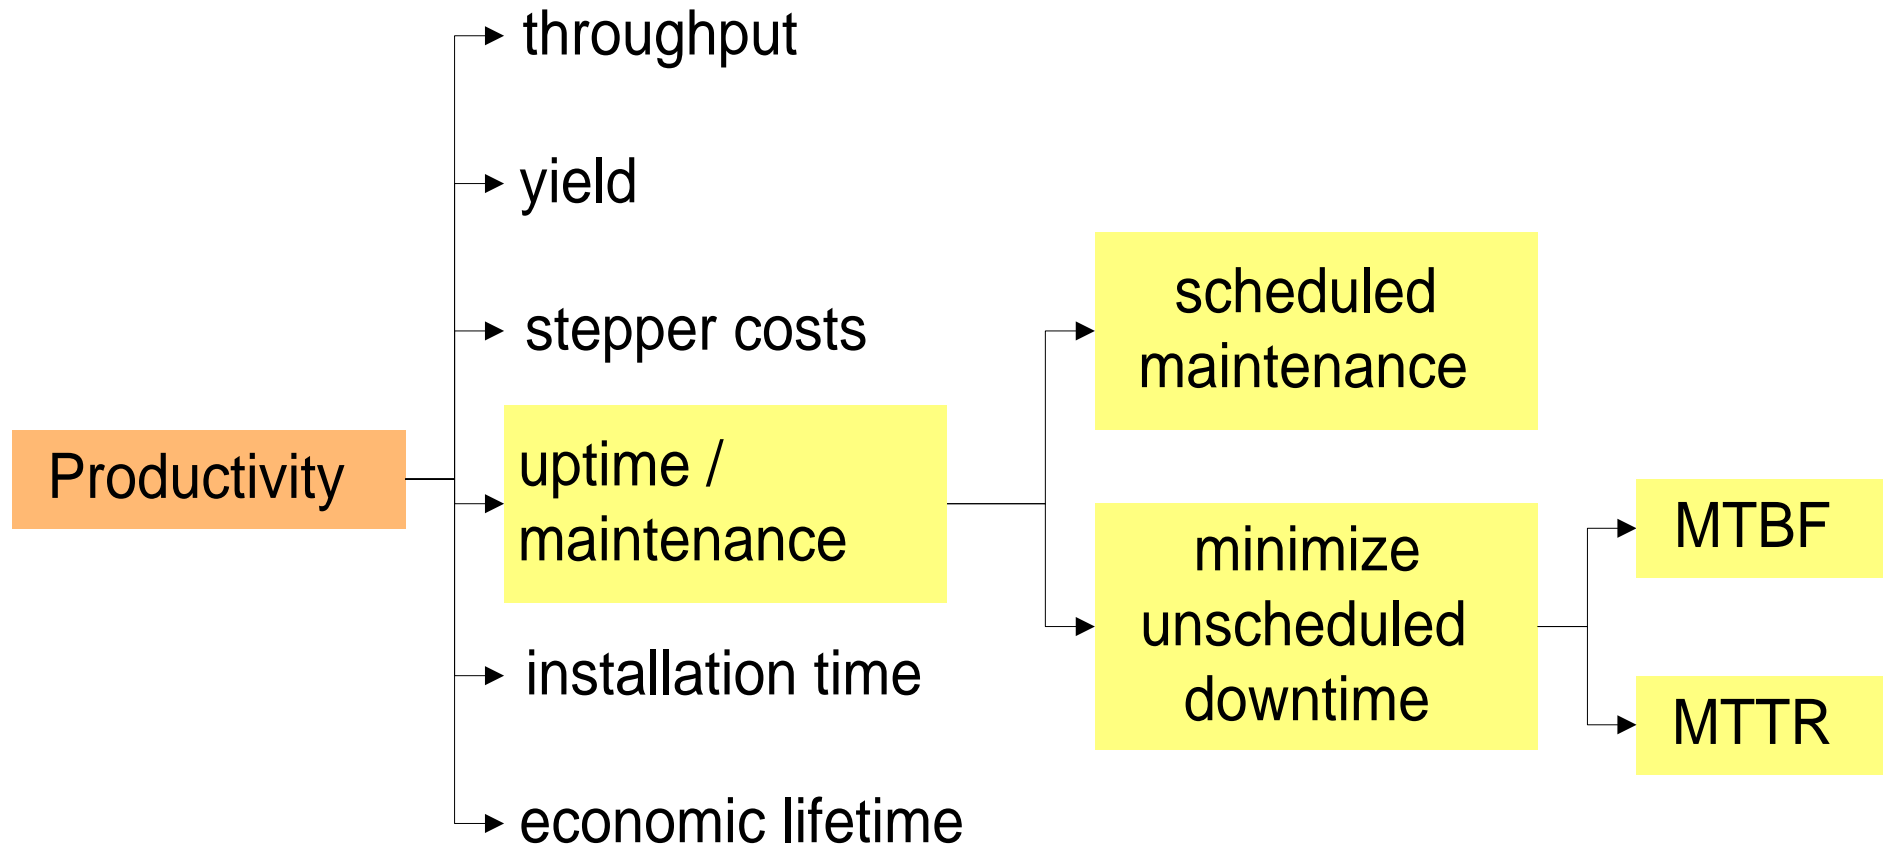 throughput
yield
stepper costs
Productivity
uptime /
maintenance
installation time
economic lifetime
scheduled
maintenance
minimize
unscheduled
downtime
MTBF
MTTR